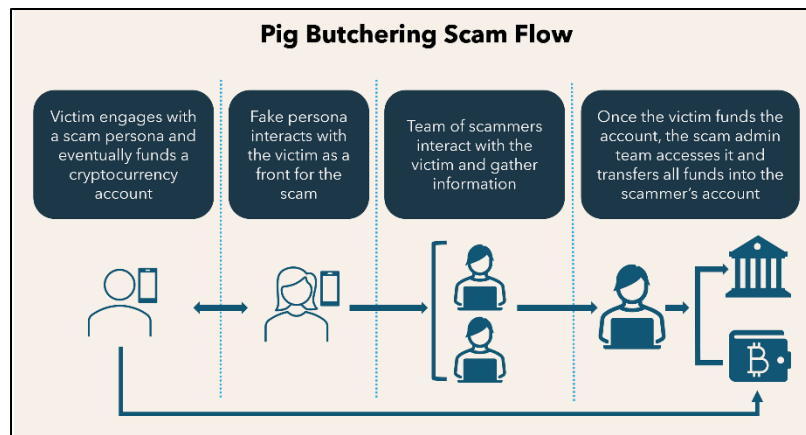 Pig Butchering Scam Flow
Victim engages with
a scam persona and
eventually funds a
cryptocurrency
account
Fake persona
interacts with
the victim as a
front for the
scam
Team of scammers
interact with the
victim and gather
information
Once the victim funds the
account, the scam admin
team accesses it and
transfers all funds into the
scammer’s account